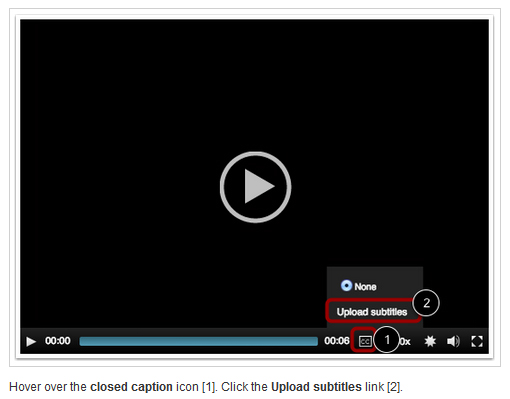 None
Upload subtitles
2
00:00
00:06
CC
1
0x
Hover over the closed caption icon [1]. Click the Upload subtitles link [2].